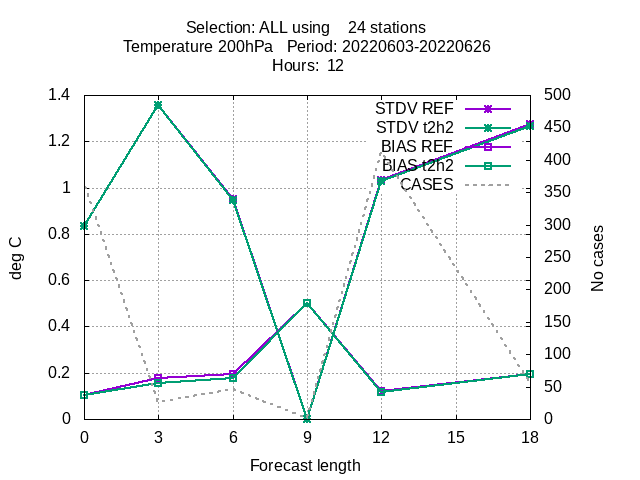 Selection: ALL using    24 stations
Temperature 200hPa   Period: 20220603-20220626
Hours:  12
STDV REF
STDV t2h2
BIAS REF
BIAS t2h2
CASES
deg C
1.4
1.2
1
0.8
0.6
0.4
0.2
0
No cases
500
450
400
350
300
250
200
150
100
50
0
0 3 6 9 12 15 18
Forecast length